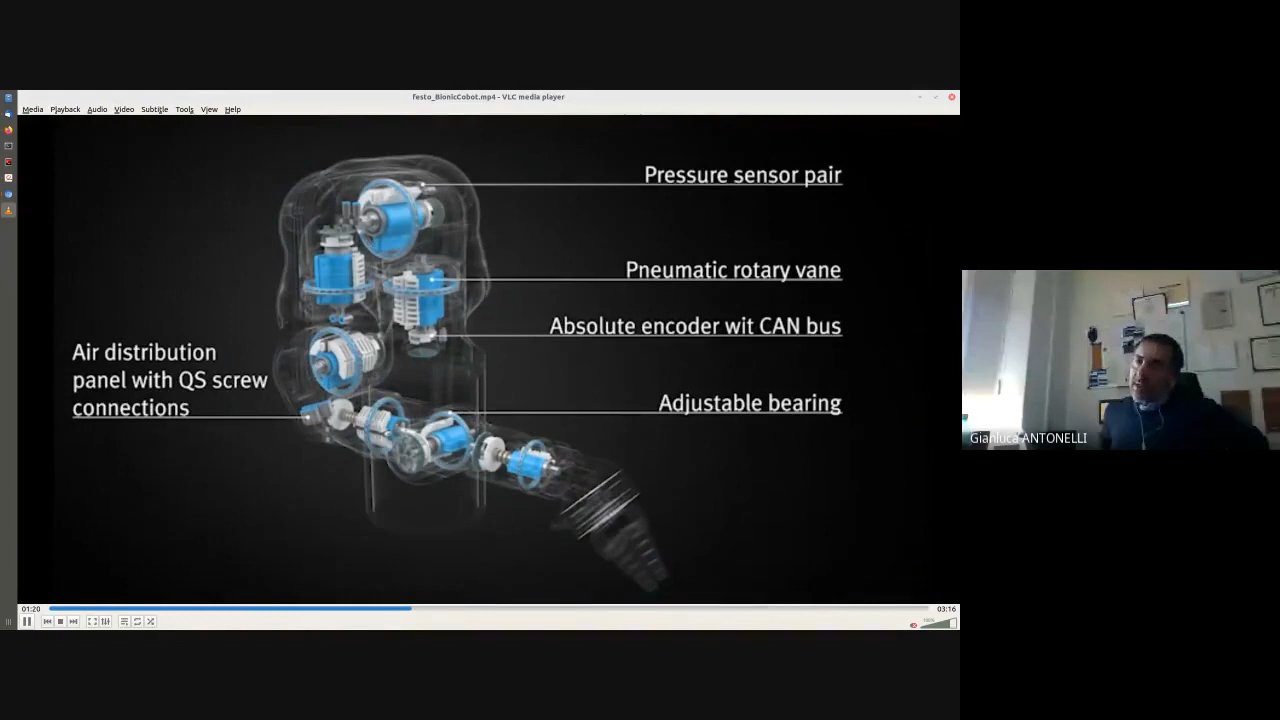 festo_BionicCobot.mp4 - VLC media player
Media Playback Audio Video Subtitle Tools View Help
Pressure sensor pair
Pneumatic rotary vane
Absolute encoder wit CAN bus
Air distribution
panel with QS screw
connections
Adjustable bearing
Gianluca ANTONELLI
01:20
03:16
100%